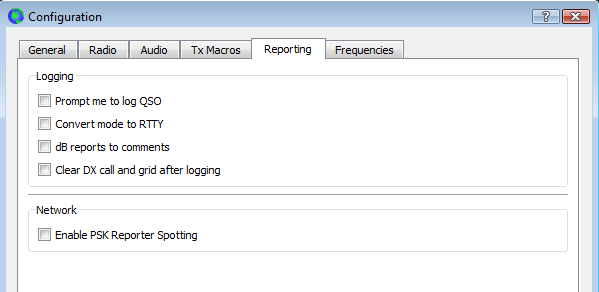 Configuration
General Radio Audio Tx Macros Reporting Frequencies
Logging
Prompt me to log QSO
Convert mode to RTTY
dB reports to comments
Clear DX call and grid after logging
Network
Enable PSK Reporter Spotting